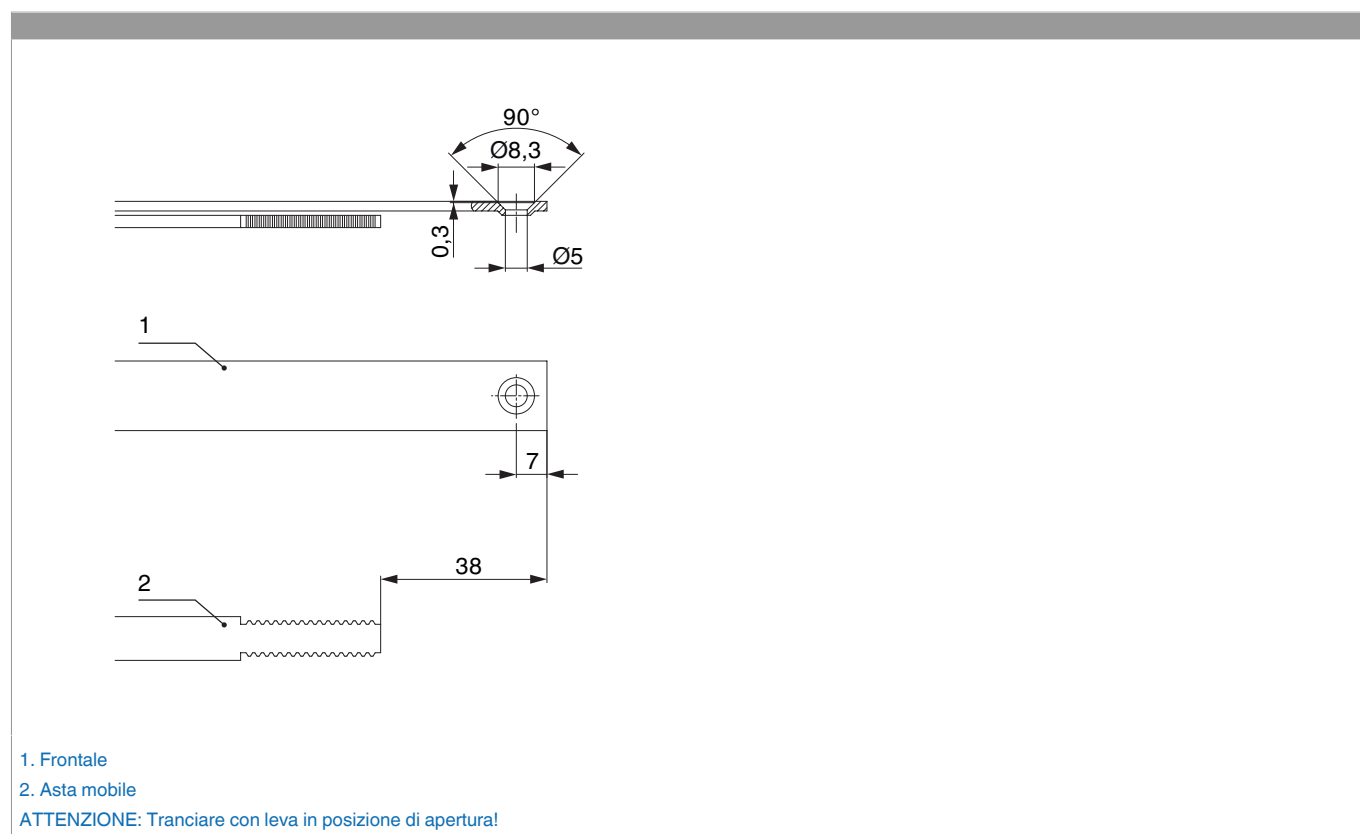 90°
Ø8,3
0,3
Ø5
1
7
38
2
1. Frontale
2. Asta mobile
ATTENZIONE: Tranciare con leva in posizione di apertura!